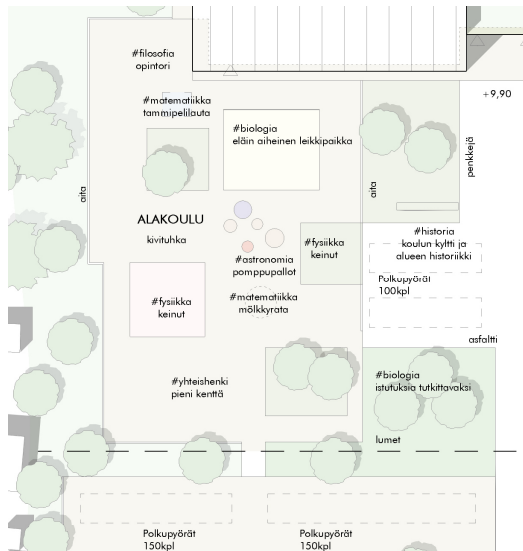 #filosofia
opintori
+9,90
#matematiikka
tammipelilauta
#biologia
eläin aiheinen leikkipaikka
penkkejä
aita
aita
ALAKOULU
kivituhka
#historia
koulun kyltti ja
alueen historiikki
#fysiikka
keinut
#astronomia
pomppupallot
Polkupyörät
100kpl
#fysiikka
keinut
#matematiikka
mölkkyrata
asfaltti
#yhteishenki
pieni kenttä
#biologia
istutuksia tutkittavaksi
lumet
Polkupyörät
150kpl
Polkupyörät
150kpl